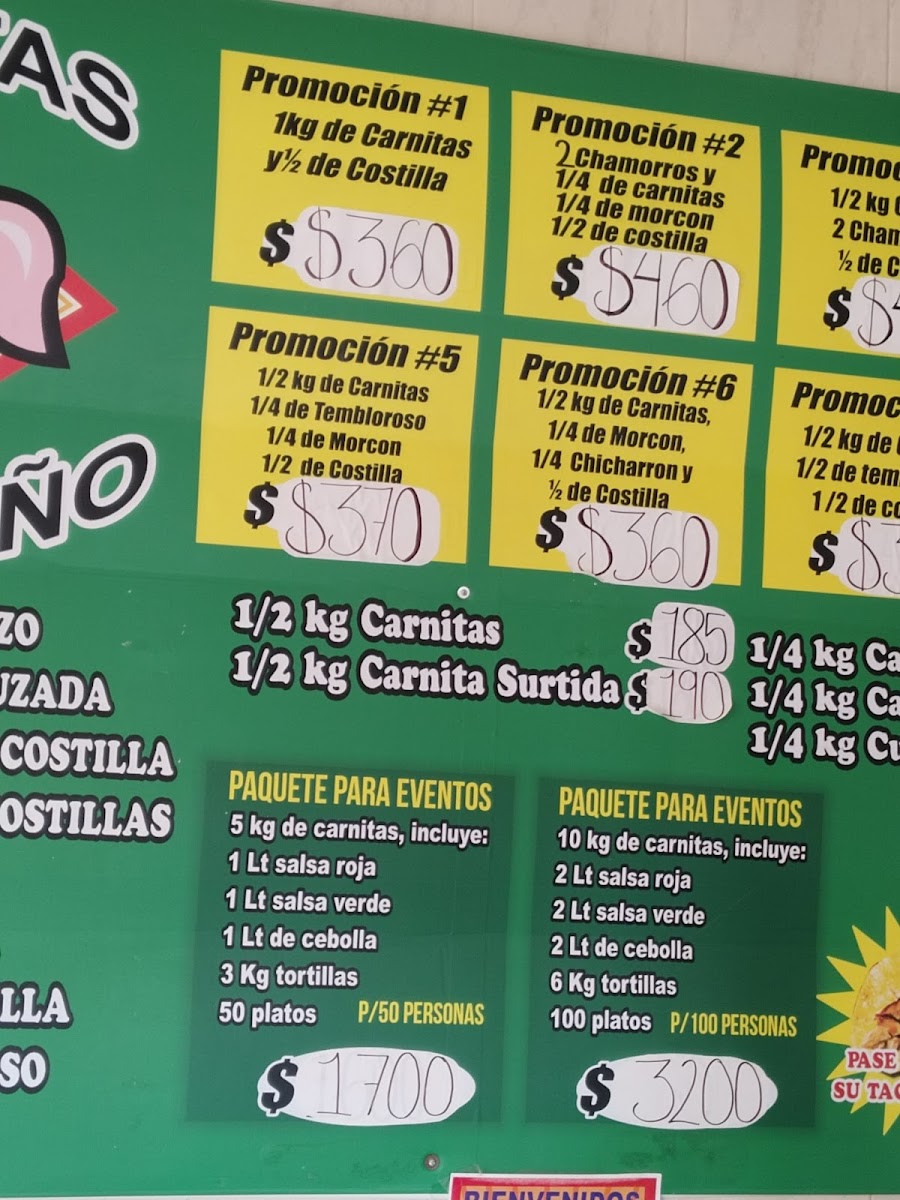 TAS
Promoción #1
1kg de Carnitas
y½ de Costilla
$ $360
Promoción #2
2 Chamorros y
1/4 de carnitas
1/4 de morcon
1/2 de costilla
$ $460
Promoc
1/2 kg
2 Cham
½ de C
$ $4
Promoción #5
1/2 kg de Carnitas
1/4 de Tembloroso
1/4 de Morcon
1/2 de Costilla
$ $370
Promoción #6
1/2 kg de Carnitas,
1/4 de Morcon,
1/4 Chicharron y
½ de Costilla
$ $360
Promoc
1/2 kg de
1/2 de tem
1/2 de co
$ $3
ÑO
ZO
UZADA
COSTILLA
OSTILLAS
LLA
SO
1/2 kg Carnitas $ 185
1/2 kg Carnita Surtida $ 190
1/4 kg Ca
1/4 kg Ca
1/4 kg Cu
PAQUETE PARA EVENTOS
5 kg de carnitas, incluye:
1 Lt salsa roja
1 Lt salsa verde
1 Lt de cebolla
3 Kg tortillas
50 platos P/50 PERSONAS
$ 1700
PAQUETE PARA EVENTOS
10 kg de carnitas, incluye:
2 Lt salsa roja
2 Lt salsa verde
2 Lt de cebolla
6 Kg tortillas
100 platos P/100 PERSONAS
$ 3200
PASE
SU TAC
BIENVENIDOS